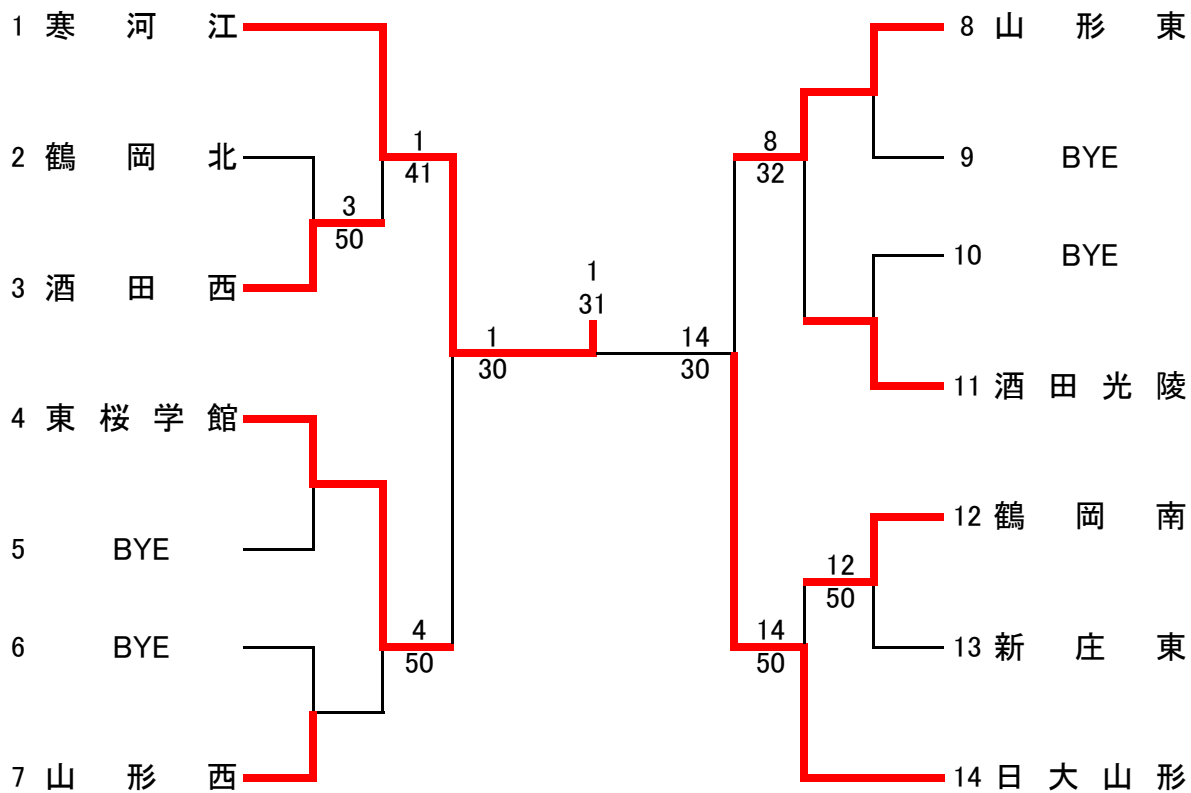 1 寒河江
2 鶴岡北
3 酒田西
4 東桜学館
5 BYE
6 BYE
7 山形西
3
50
1
41
4
50
1
30
1
31
14
30
8
32
12
50
14
50
8 山形東
9 BYE
10 BYE
11 酒田光陵
12 鶴岡南
13 新庄東
14 日大山形